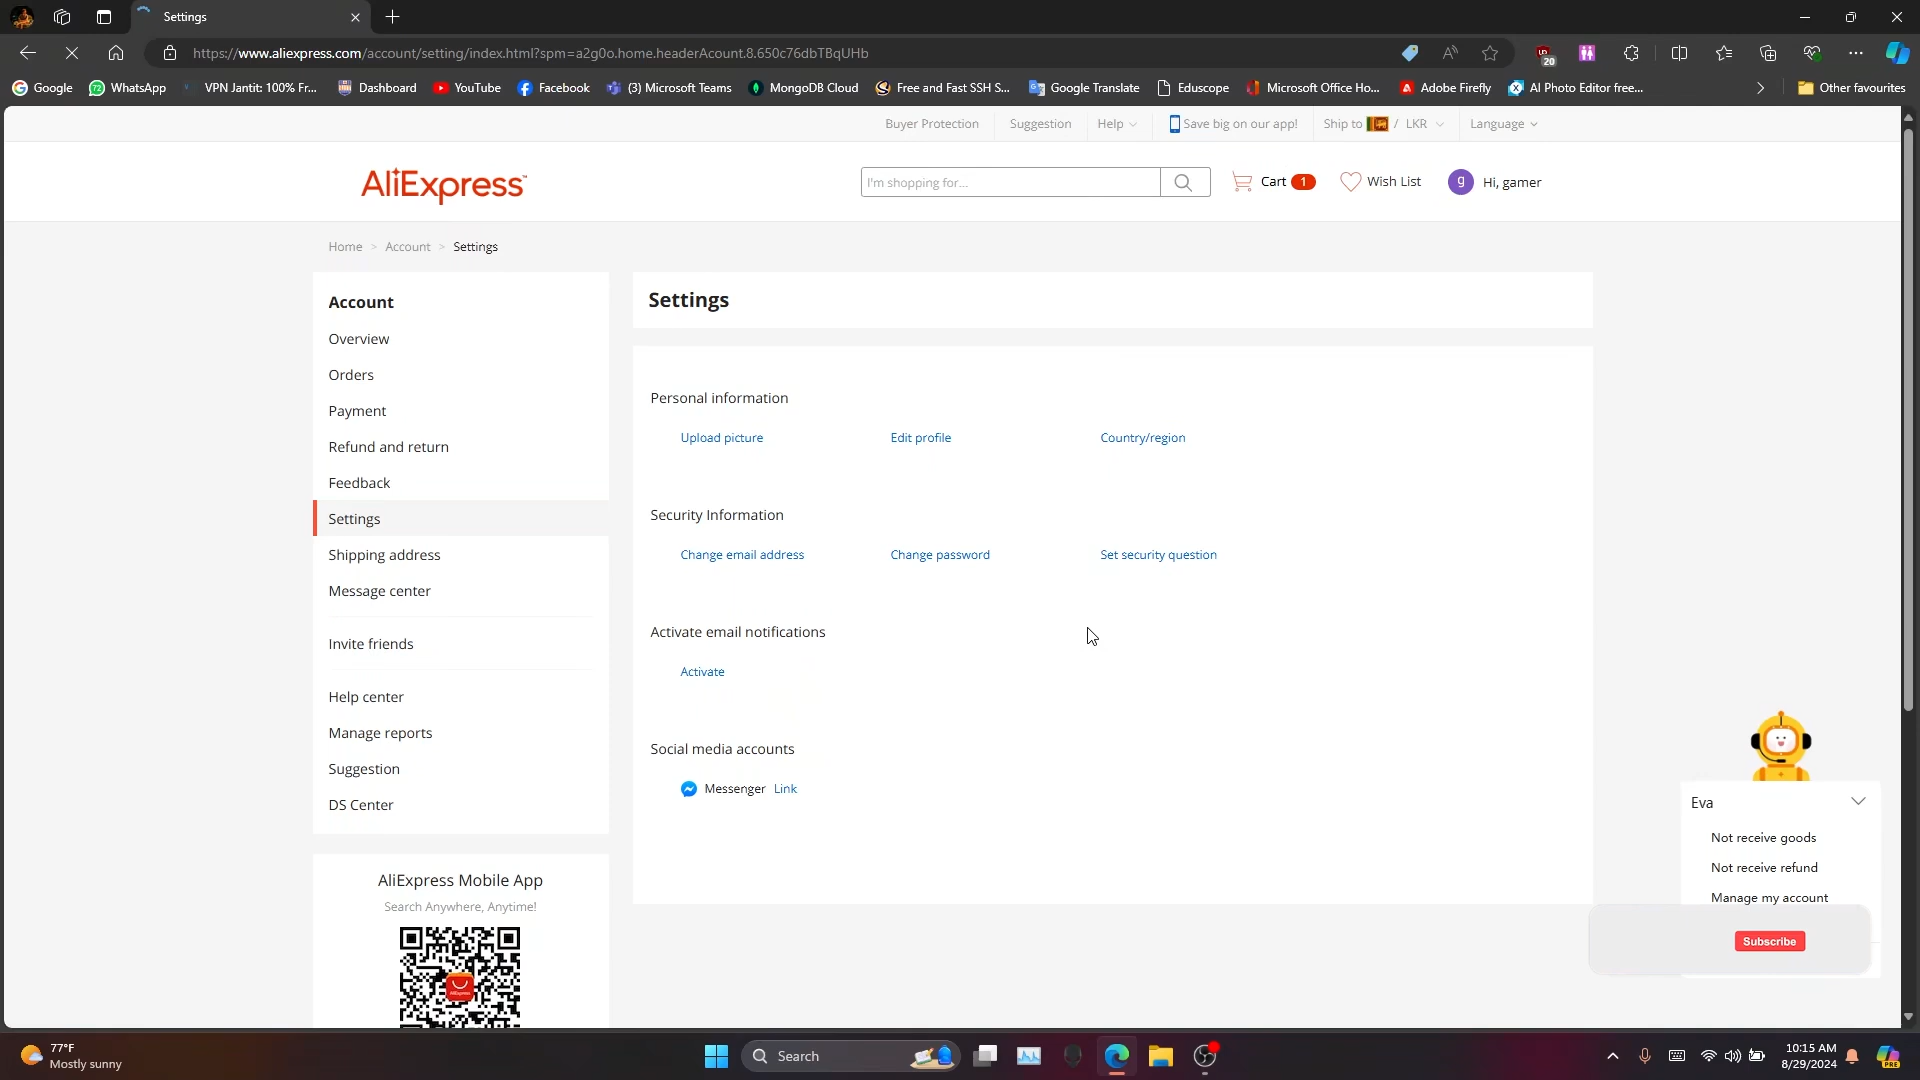 Settings
https://www.aliexpress.com/account/setting/index.html?spm=a2g0o.home.headerAcount.8.650c76dbTBqUHb
20
Google
WhatsApp
VPN Jantit: 100% Fr...
Dashboard
YouTube
Facebook
(3) Microsoft Teams
MongoDB Cloud
Free and Fast SSH S...
Google Translate
Eduscope
Microsoft Office Ho...
Adobe Firefly
AI Photo Editor free...
Other favourites
Buyer Protection
Suggestion
Help
Save big on our app!
Ship to / LKR
Language
AliExpress
I'm shopping for...
Cart 1
Wish List
g
Hi, gamer
Home > Account > Settings
Account
Overview
Orders
Payment
Refund and return
Feedback
Settings
Shipping address
Message center
Invite friends
Help center
Manage reports
Suggestion
DS Center
AliExpress Mobile App
Search Anywhere, Anytime!
Settings
Personal information
Upload picture
Edit profile
Country/region
Security Information
Change email address
Change password
Set security question
Activate email notifications
Activate
Social media accounts
Messenger Link
Eva
Not receive goods
Not receive refund
Manage my account
Subscribe
77°F
Mostly sunny
Search
10:15 AM
8/29/2024